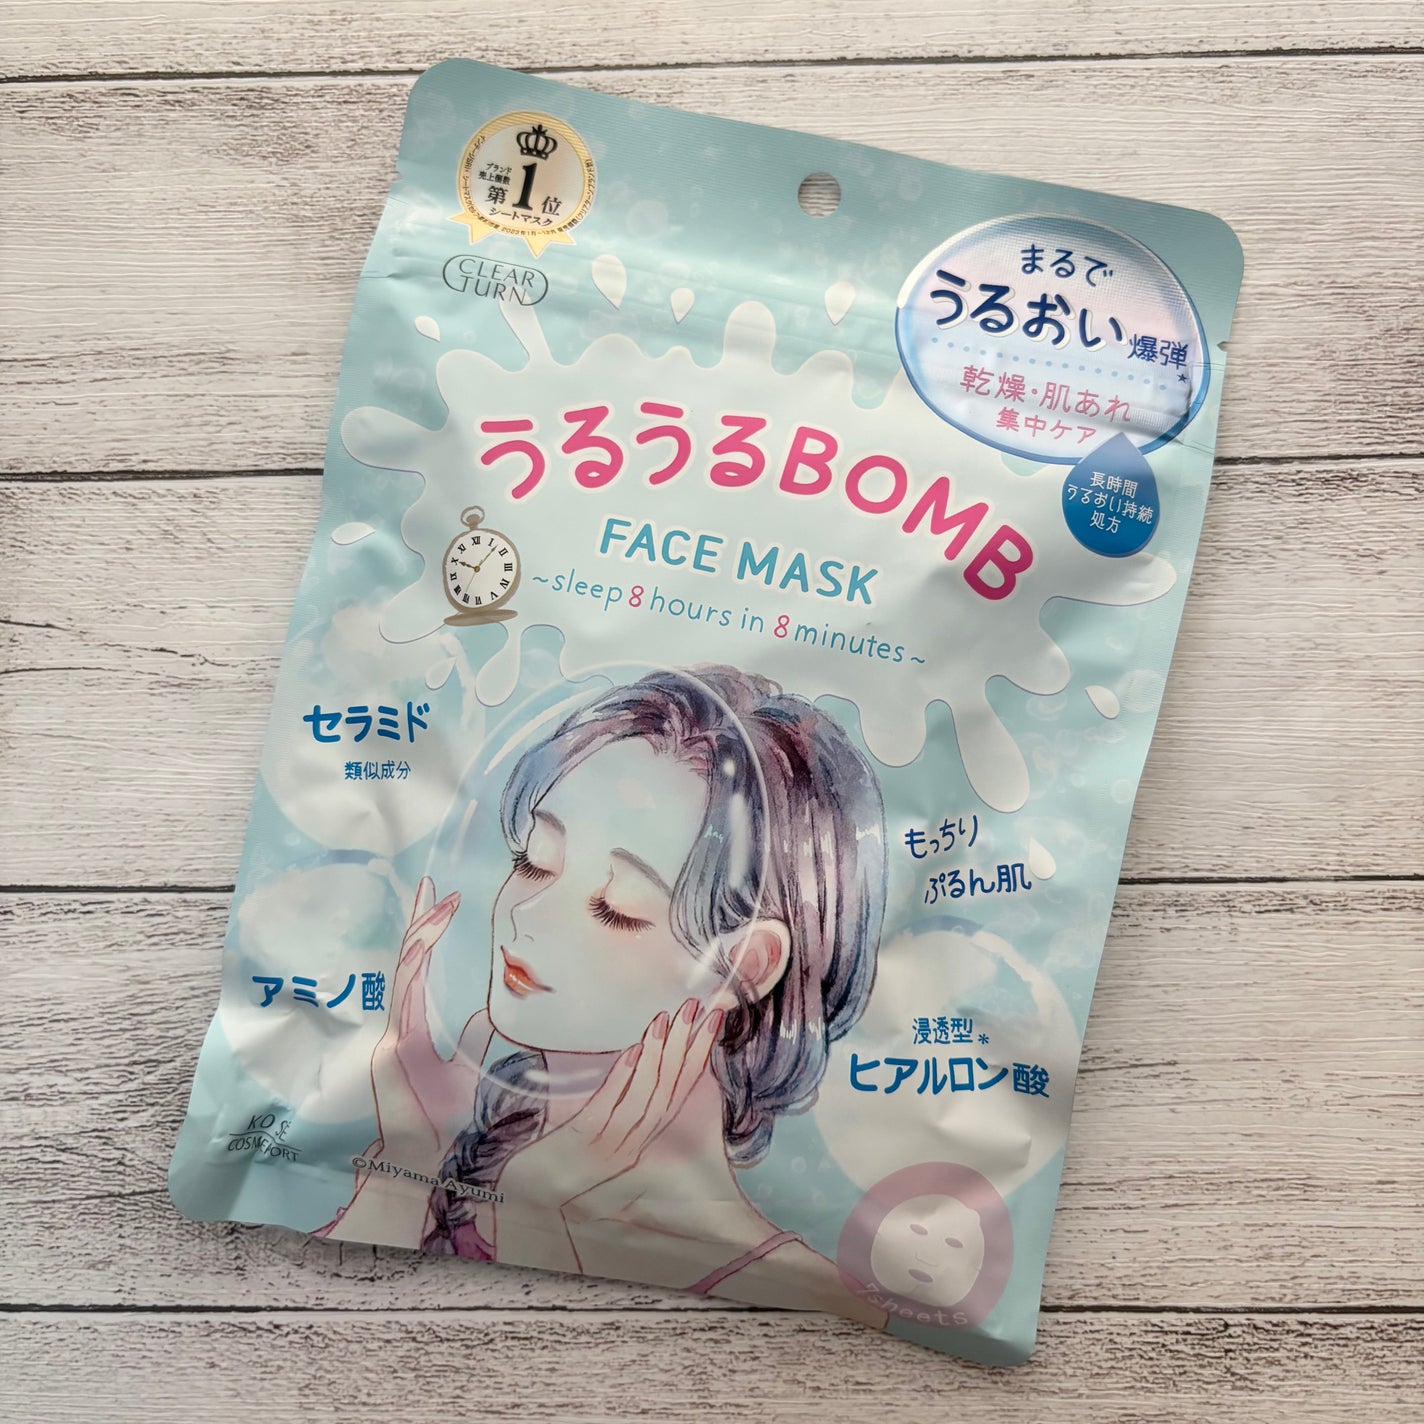 ブランド
売上個数
第1位
シートマスク
CLEAR
TURN
まるで
うるおい爆弾*
乾燥・肌あれ
集中ケア
長時間
うるおい持続
処方
うるうるBOMB
FACE MASK
~sleep 8 hours in 8 minutes~
セラミド
類似成分
もっちり
ぷるん肌
アミノ酸
浸透型*
ヒアルロン酸
KOSÉ
COSMEPORT
©Miyama Ayumi
7sheets